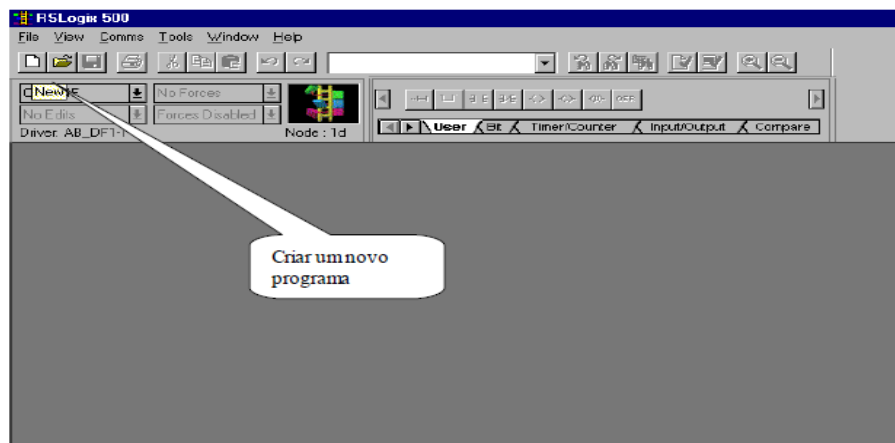 RSLogix 500
File View Comms Tools Window Help
New
No Forces
No Edits
Forces Disabled
Driver: AB_DF1-1
Node : 1d
User
Bit
Timer/Counter
Input/Output
Compare
Criar um novo
programa